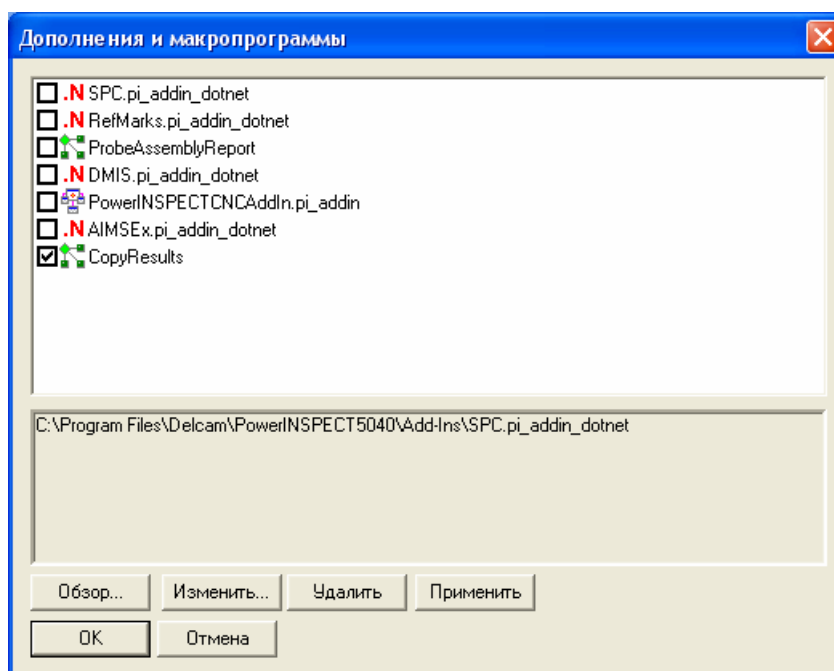 Дополнения и макропрограммы
.N SPC.pi_addin_dotnet
.N RefMarks.pi_addin_dotnet
ProbeAssemblyReport
.N DMIS.pi_addin_dotnet
PowerINSPECTCNCAddIn.pi_addin
.N AIMSEx.pi_addin_dotnet
CopyResults
C:\Program Files\Delcam\PowerINSPECT5040\Add-Ins\SPC.pi_addin_dotnet
Обзор... Изменить... Удалить Применить
OK Отмена